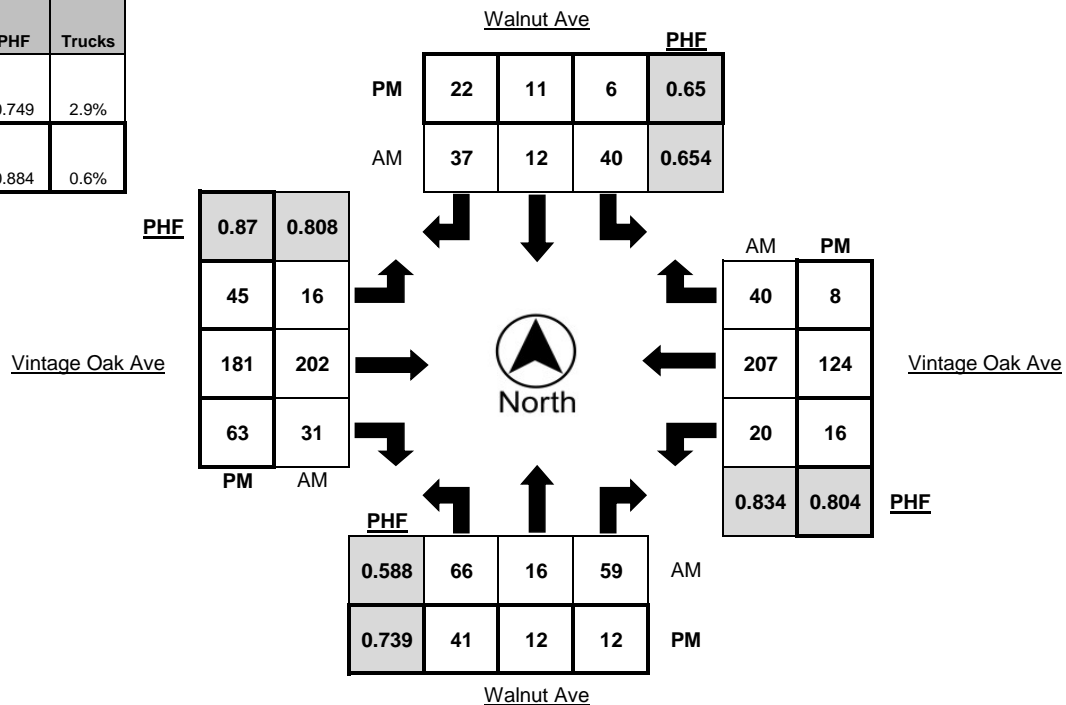 Walnut Ave
PHF Trucks
PHF
PM 22 11 6 0.65
0.749 2.9%
AM 37 12 40 0.654
0.884 0.6%
PHF 0.87 0.808
AM PM
45 16 40 8
Vintage Oak Ave 181 202 207 124 Vintage Oak Ave
North
63 31 20 16
PM AM
0.834 0.804 PHF
PHF
0.588 66 16 59 AM
0.739 41 12 12 PM
Walnut Ave